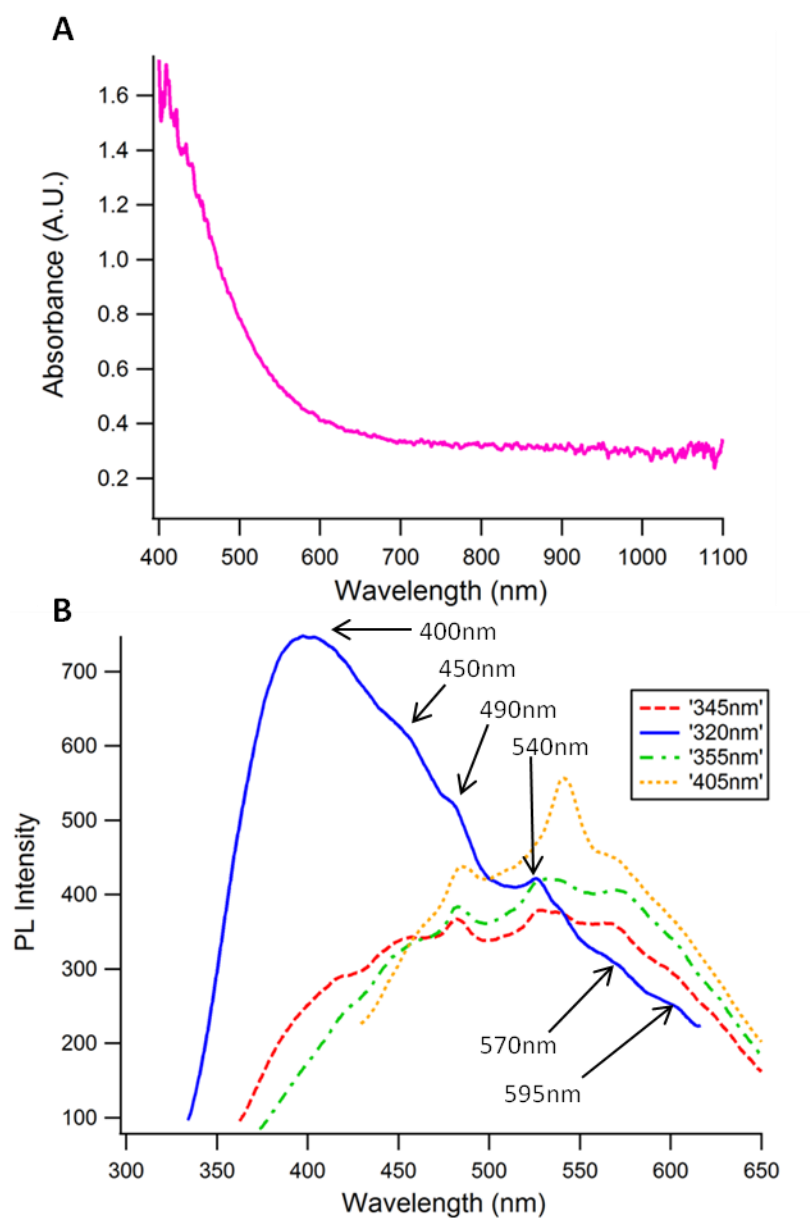 A
1.6
1.4
1.2
1.0
0.8
0.6
0.4
0.2
Absorbance (A.U.)
400 500 600 700 800 900 1000 1100
Wavelength (nm)
B
400nm
450nm
490nm
540nm
'345nm'
'320nm'
'355nm'
'405nm'
700
600
500
400
300
200
100
PL Intensity
570nm
595nm
300 350 400 450 500 550 600 650
Wavelength (nm)